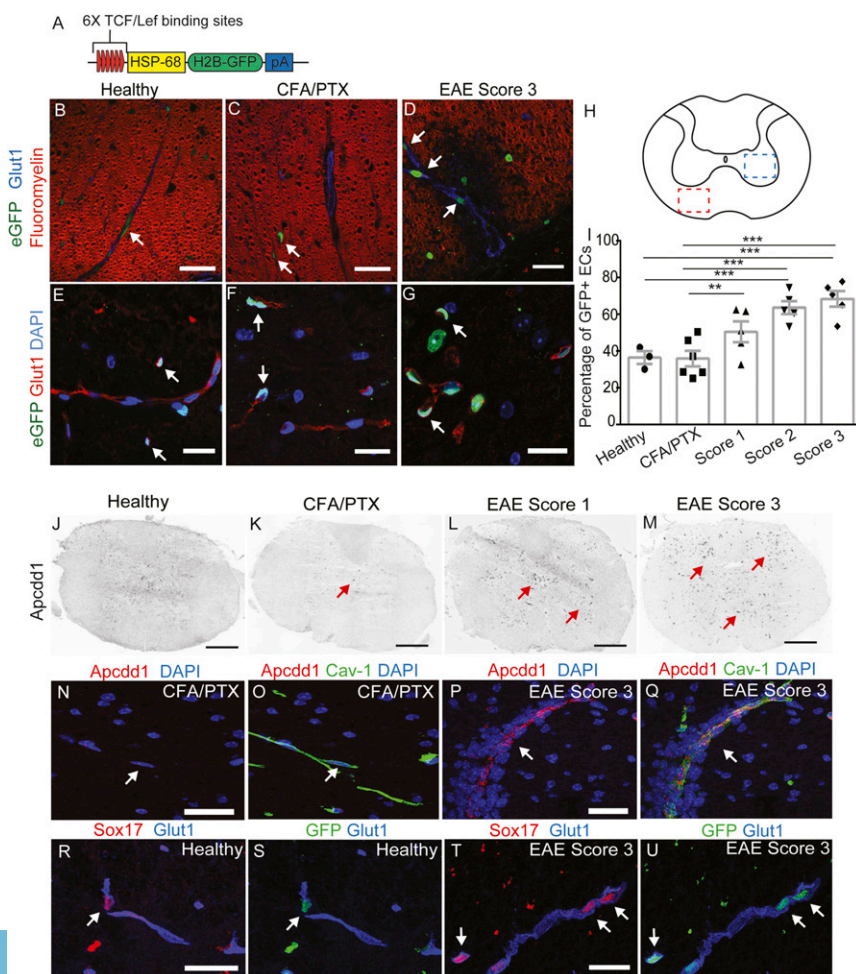 A
6X TCF/Lef binding sites
HSP-68
H2B-GFP
pA
Healthy
CFA/PTX
EAE Score 3
eGFP Glut1
Fluoromyelin
B
C
D
H
E
F
G
eGFP Glut1 DAPI
I
Percentage of GFP+ ECs
100
80
60
40
20
0
***
***
***
***
**
Healthy
CFA/PTX
Score 1
Score 2
Score 3
Healthy
CFA/PTX
EAE Score 1
EAE Score 3
Apcdd1
J
K
L
M
Apcdd1 DAPI
Apcdd1 Cav-1 DAPI
Apcdd1 DAPI
Apcdd1 Cav-1 DAPI
N CFA/PTX
O CFA/PTX
P EAE Score 3
Q EAE Score 3
Sox17 Glut1
GFP Glut1
Sox17 Glut1
GFP Glut1
R Healthy
S Healthy
T EAE Score 3
U EAE Score 3